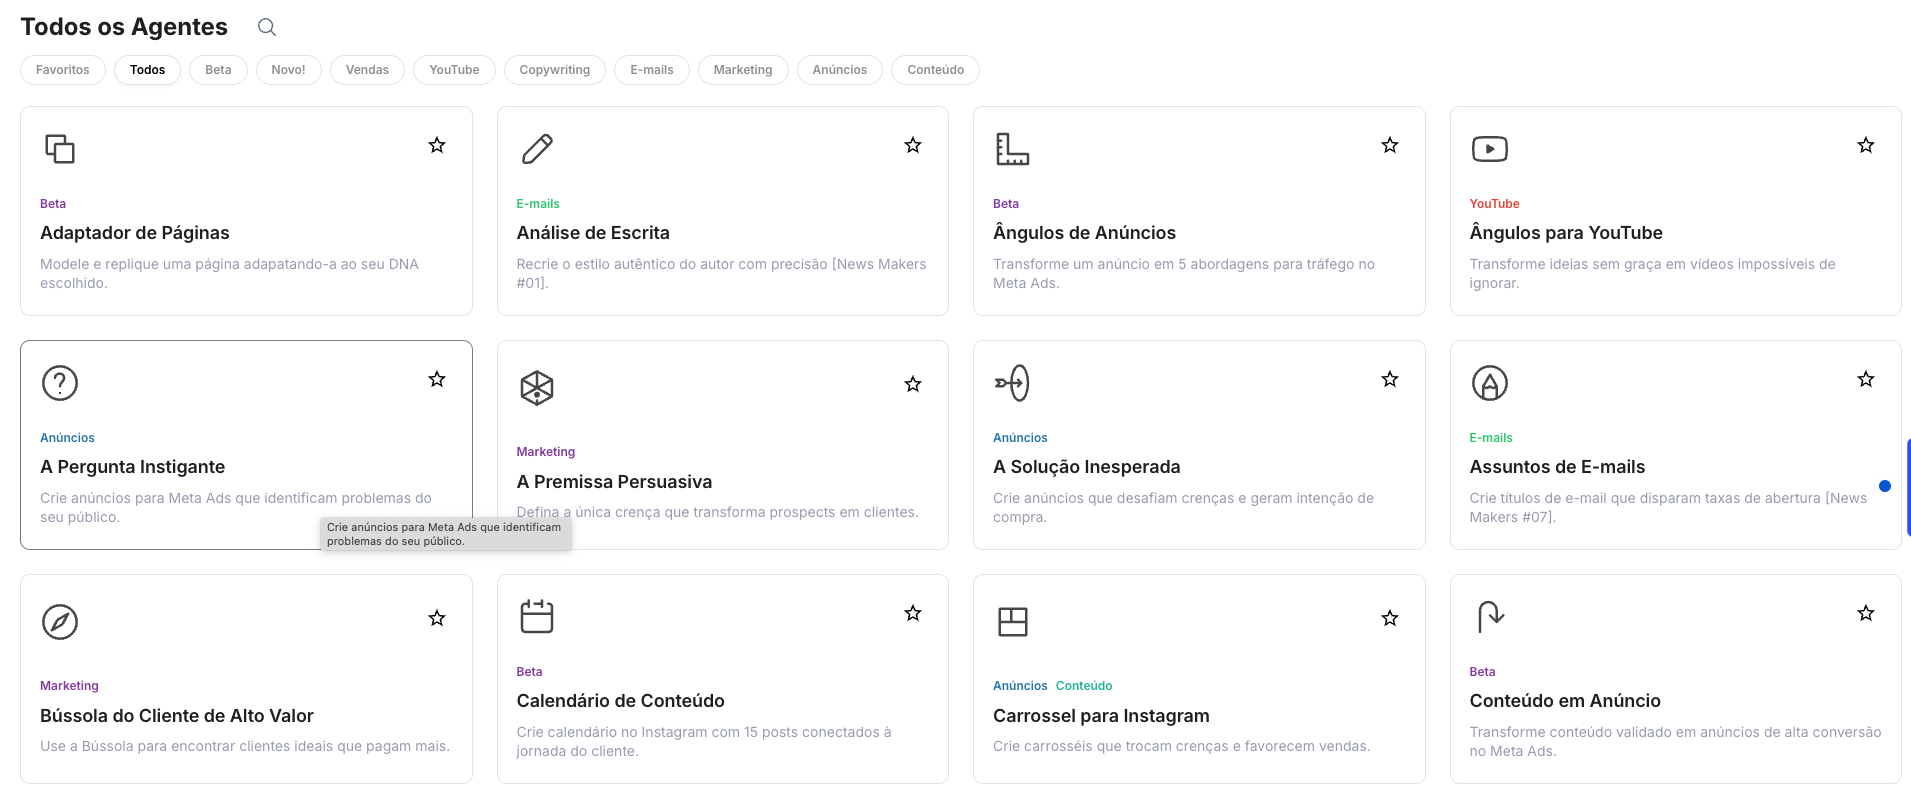 Todos os Agentes
Favoritos
Todos
Beta
Novo!
Vendas
YouTube
Copywriting
E-mails
Marketing
Anúncios
Conteúdo
Beta
Adaptador de Páginas
Modele e replique uma página adapatando-a ao seu DNA
escolhido.
E-mails
Análise de Escrita
Recrie o estilo autêntico do autor com precisão [News Makers
#01].
Beta
Ângulos de Anúncios
Transforme um anúncio em 5 abordagens para tráfego no
Meta Ads.
YouTube
Ângulos para YouTube
Transforme ideias sem graça em vídeos impossíveis de
ignorar.
Anúncios
A Pergunta Instigante
Crie anúncios para Meta Ads que identificam problemas do
seu público.
Crie anúncios para Meta Ads que identificam
problemas do seu público.
Marketing
A Premissa Persuasiva
Defina a única crença que transforma prospects em clientes.
Anúncios
A Solução Inesperada
Crie anúncios que desafiam crenças e geram intenção de
compra.
E-mails
Assuntos de E-mails
Crie títulos de e-mail que disparam taxas de abertura [News
Makers #07].
Marketing
Bússola do Cliente de Alto Valor
Use a Bússola para encontrar clientes ideais que pagam mais.
Beta
Calendário de Conteúdo
Crie calendário no Instagram com 15 posts conectados à
jornada do cliente.
Anúncios Conteúdo
Carrossel para Instagram
Crie carrosséis que trocam crenças e favorecem vendas.
Beta
Conteúdo em Anúncio
Transforme conteúdo validado em anúncios de alta conversão
no Meta Ads.